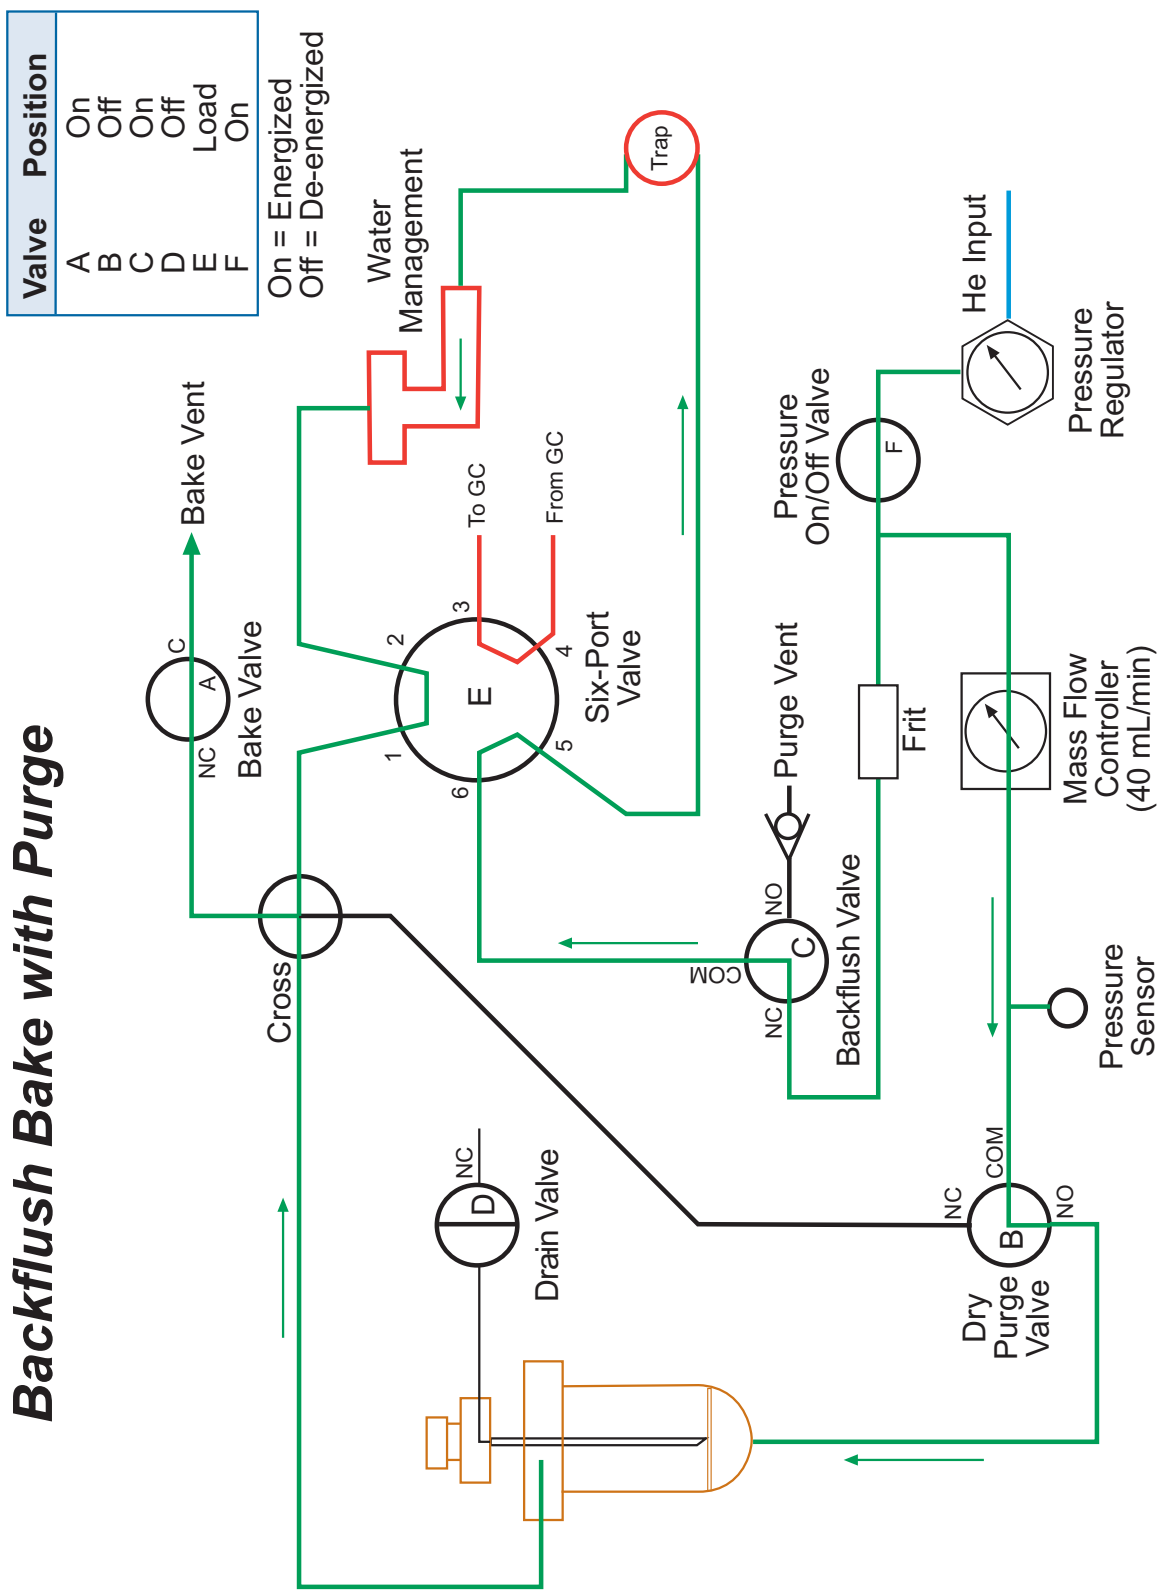 Backflush Bake with Purge
Valve Position
A On
B Off
C On
D Off
E Load
F On
On = Energized
Off = De-energized
Bake Vent
C
A
NC
Bake Valve
Water
Management
Trap
Cross
1
2
3
4
5
6
E
Six-Port
Valve
To GC
From GC
Pressure
On/Off Valve
F
He Input
Pressure
Regulator
Purge Vent
NO
C
COM
NC
Backflush Valve
Frit
Mass Flow
Controller
(40 mL/min)
Pressure
Sensor
NC
D
Drain Valve
NC
COM
B
NO
Dry
Purge
Valve